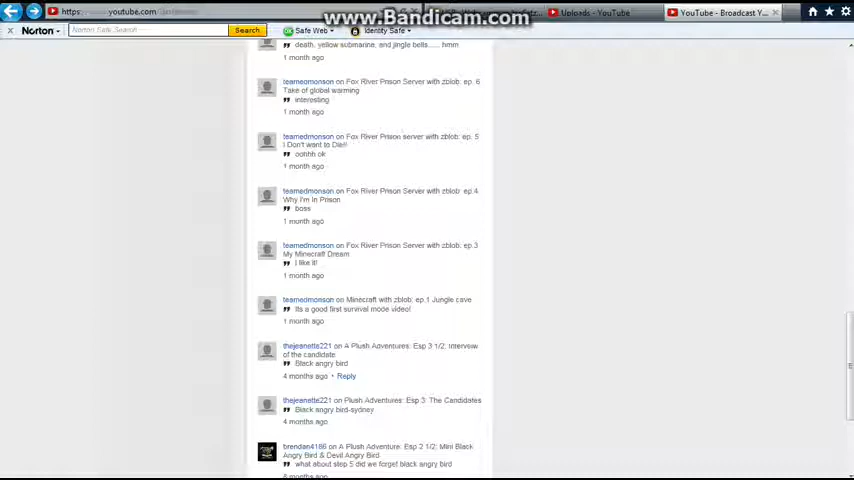 www.Bandicam.com
https
youtube.com
Uploads - YouTube
YouTube - Broadcast Y...
Norton
Norton Safe Search
Search
Safe Web
Identity Safe
death, yellow submarine, and jingle bells...... hmm
1 month ago
teamedmonson on Fox River Prison Server with zblob: ep. 6
Take of global warming
interesting
1 month ago
teamedmonson on Fox River Prison server with zblob: ep. 5
I Don't want to Die!!
oohhh ok
1 month ago
teamedmonson on Fox River Prison Server with zblob: ep.4
Why I'm In Prison
boss
1 month ago
teamedmonson on Fox River Prison Server with zblob: ep.3
My Minecraft Dream
I like it!
1 month ago
teamedmonson on Minecraft with zblob: ep.1 Jungle cave
its a good first survival mode video!
1 month ago
thejeanette221 on A Plush Adventures: Esp 3 1/2: Interview
of the candidate
Black angry bird
4 months ago • Reply
thejeanette221 on Plush Adventures: Esp 3: The Candidates
Black angry bird-sydney
4 months ago
brendan4186 on A Plush Adventure: Esp 2 1/2: Mini Black
Angry Bird & Devil Angry Bird
what about step 5 did we forget black angry bird
months ago